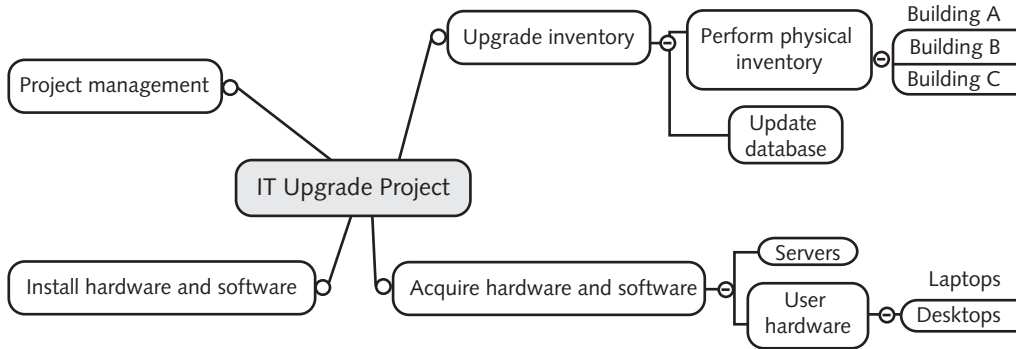 Building A
Upgrade inventory
Perform physical
inventory
Building B
Building C
Project management
Update
database
IT Upgrade Project
Servers
Install hardware and software
Acquire hardware and software
User
hardware
Laptops
Desktops